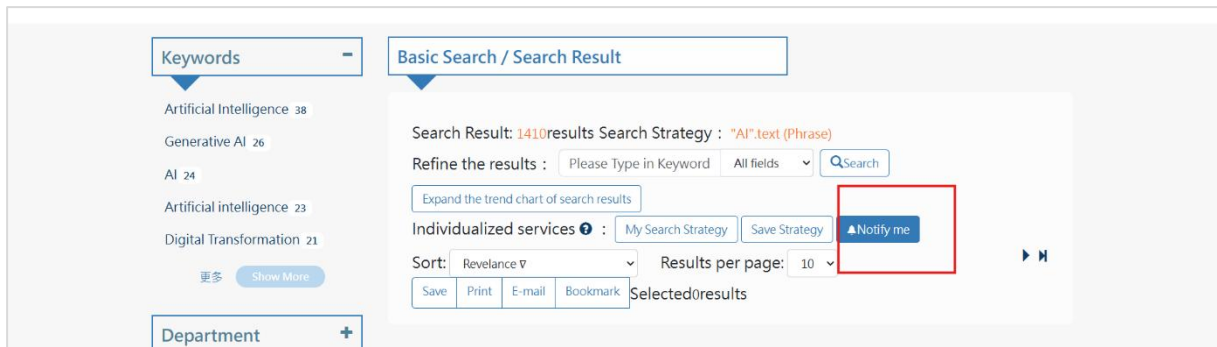 Keywords
Artificial Intelligence 38
Generative AI 26
AI 24
Artificial intelligence 23
Digital Transformation 21
更多 Show More
Department
Basic Search / Search Result
Search Result: 1410results Search Strategy : "AI".text (Phrase)
Refine the results : Please Type in Keyword All fields Search
Expand the trend chart of search results
Individualized services ? : My Search Strategy Save Strategy Notify me
Sort: Revelance ∇ Results per page: 10
Save Print E-mail Bookmark Selected0results